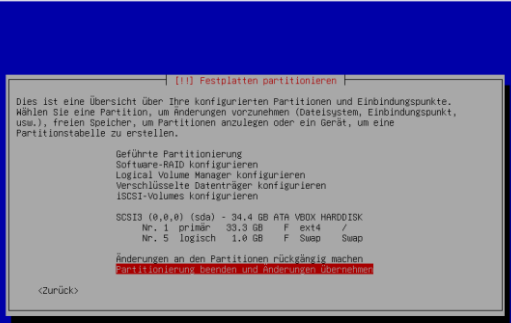 [!!] Festplatten partitionieren
Dies ist eine Übersicht über Ihre konfigurierten Partitionen und Einbindungspunkte.
Wählen Sie eine Partition, um Änderungen vorzunehmen (Dateisystem, Einbindungspunkt,
usw.), freien Speicher, um Partitionen anzulegen oder ein Gerät, um eine
Partitionstabelle zu erstellen.
Geführte Partitionierung
Software-RAID konfigurieren
Logical Volume Manager konfigurieren
Verschlüsselte Datenträger konfigurieren
iSCSI-Volumes konfigurieren
SCSI3 (0,0,0) (sda) - 34.4 GB ATA VBOX HARDDISK
Nr. 1 primär 33.3 GB F ext4 /
Nr. 5 logisch 1.0 GB F Swap Swap
Änderungen an den Partitionen rückgängig machen
Partitionierung beenden und Änderungen übernehmen
<Zurück>